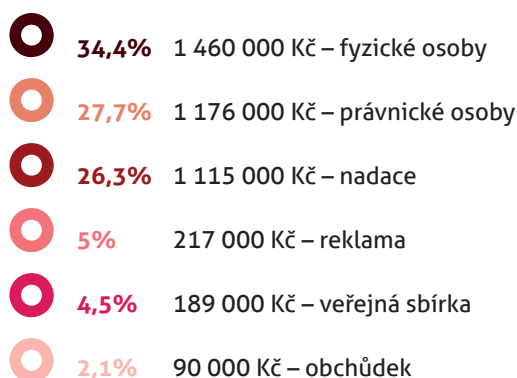 34,4% 1 460 000 Kč – fyzické osoby
27,7% 1 176 000 Kč – právnické osoby
26,3% 1 115 000 Kč – nadace
5% 217 000 Kč – reklama
4,5% 189 000 Kč – veřejná sbírka
2,1% 90 000 Kč – obchůdek